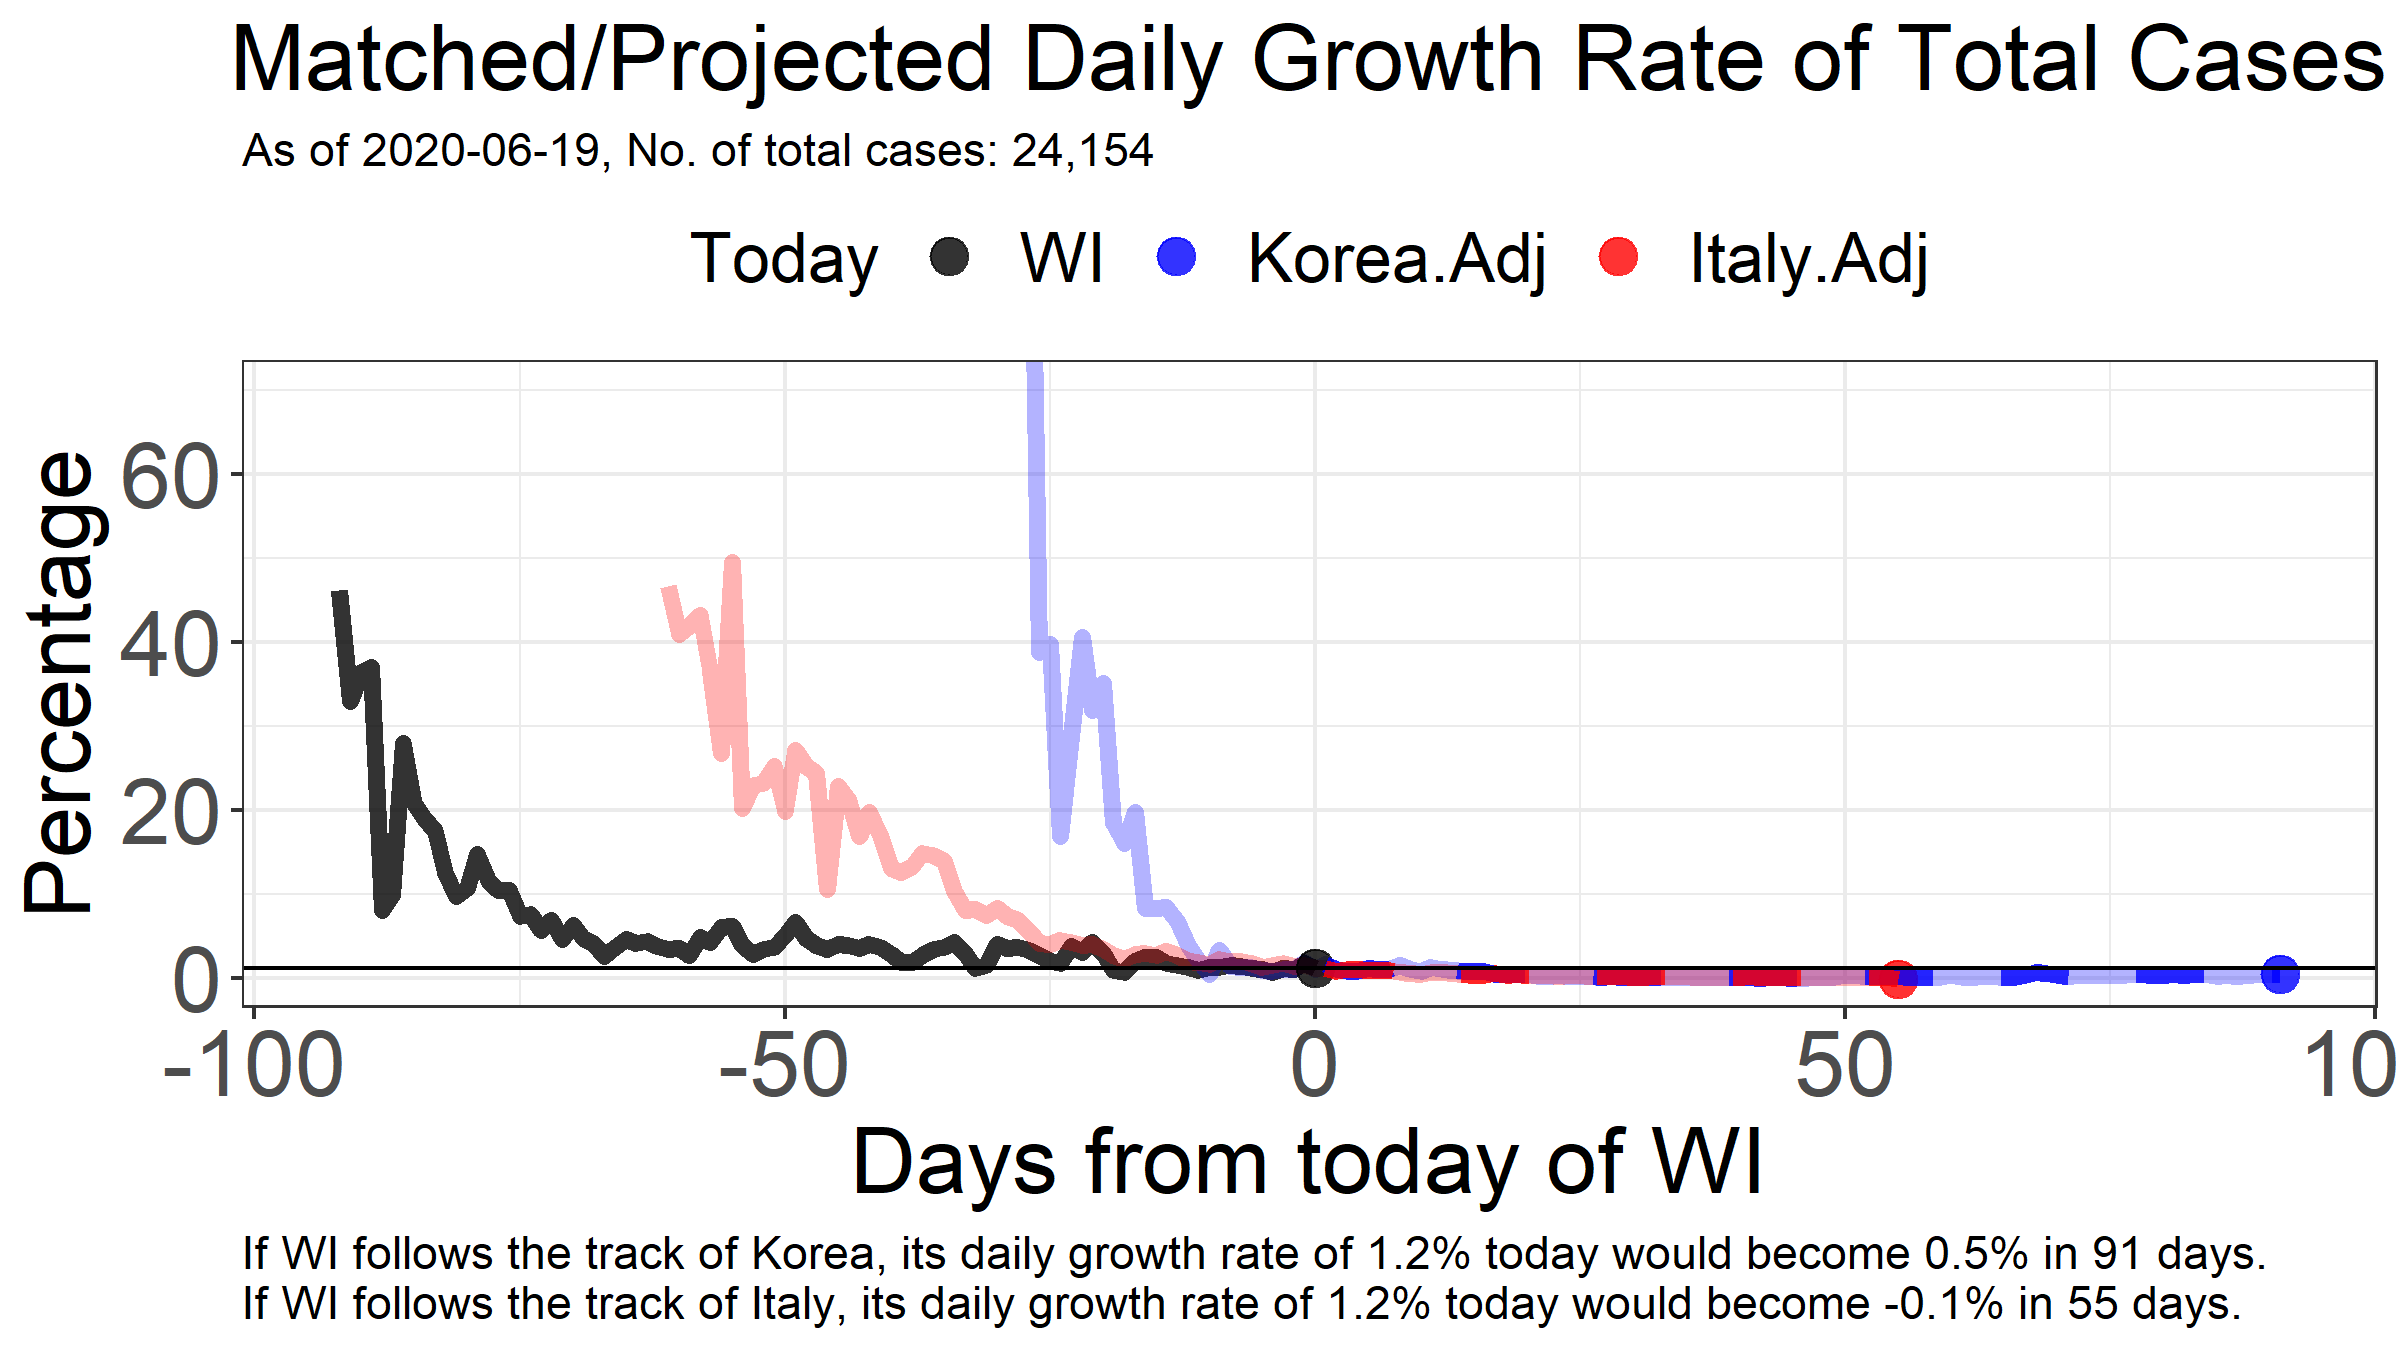 Matched/Projected Daily Growth Rate of Total Cases
As of 2020-06-19, No. of total cases: 24,154
Today WI Korea.Adj Italy.Adj
Percentage
60
40
20
0
-100 -50 0 50 10
Days from today of WI
If WI follows the track of Korea, its daily growth rate of 1.2% today would become 0.5% in 91 days.
If WI follows the track of Italy, its daily growth rate of 1.2% today would become -0.1% in 55 days.